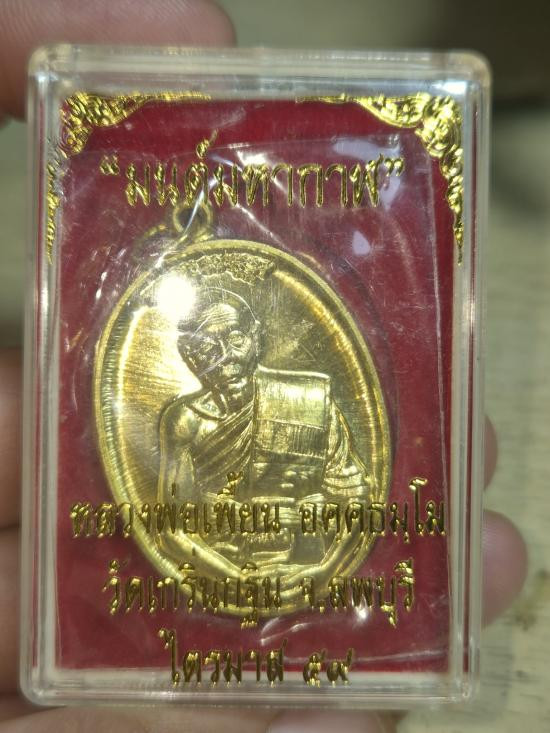 “มนต์มหากาฬ”
หลวงพ่อเพี้ยน อคฺคธมฺโม
วัดเกริ่นกฐิน จ.ลพบุรี
ไตรมาส ๕๙